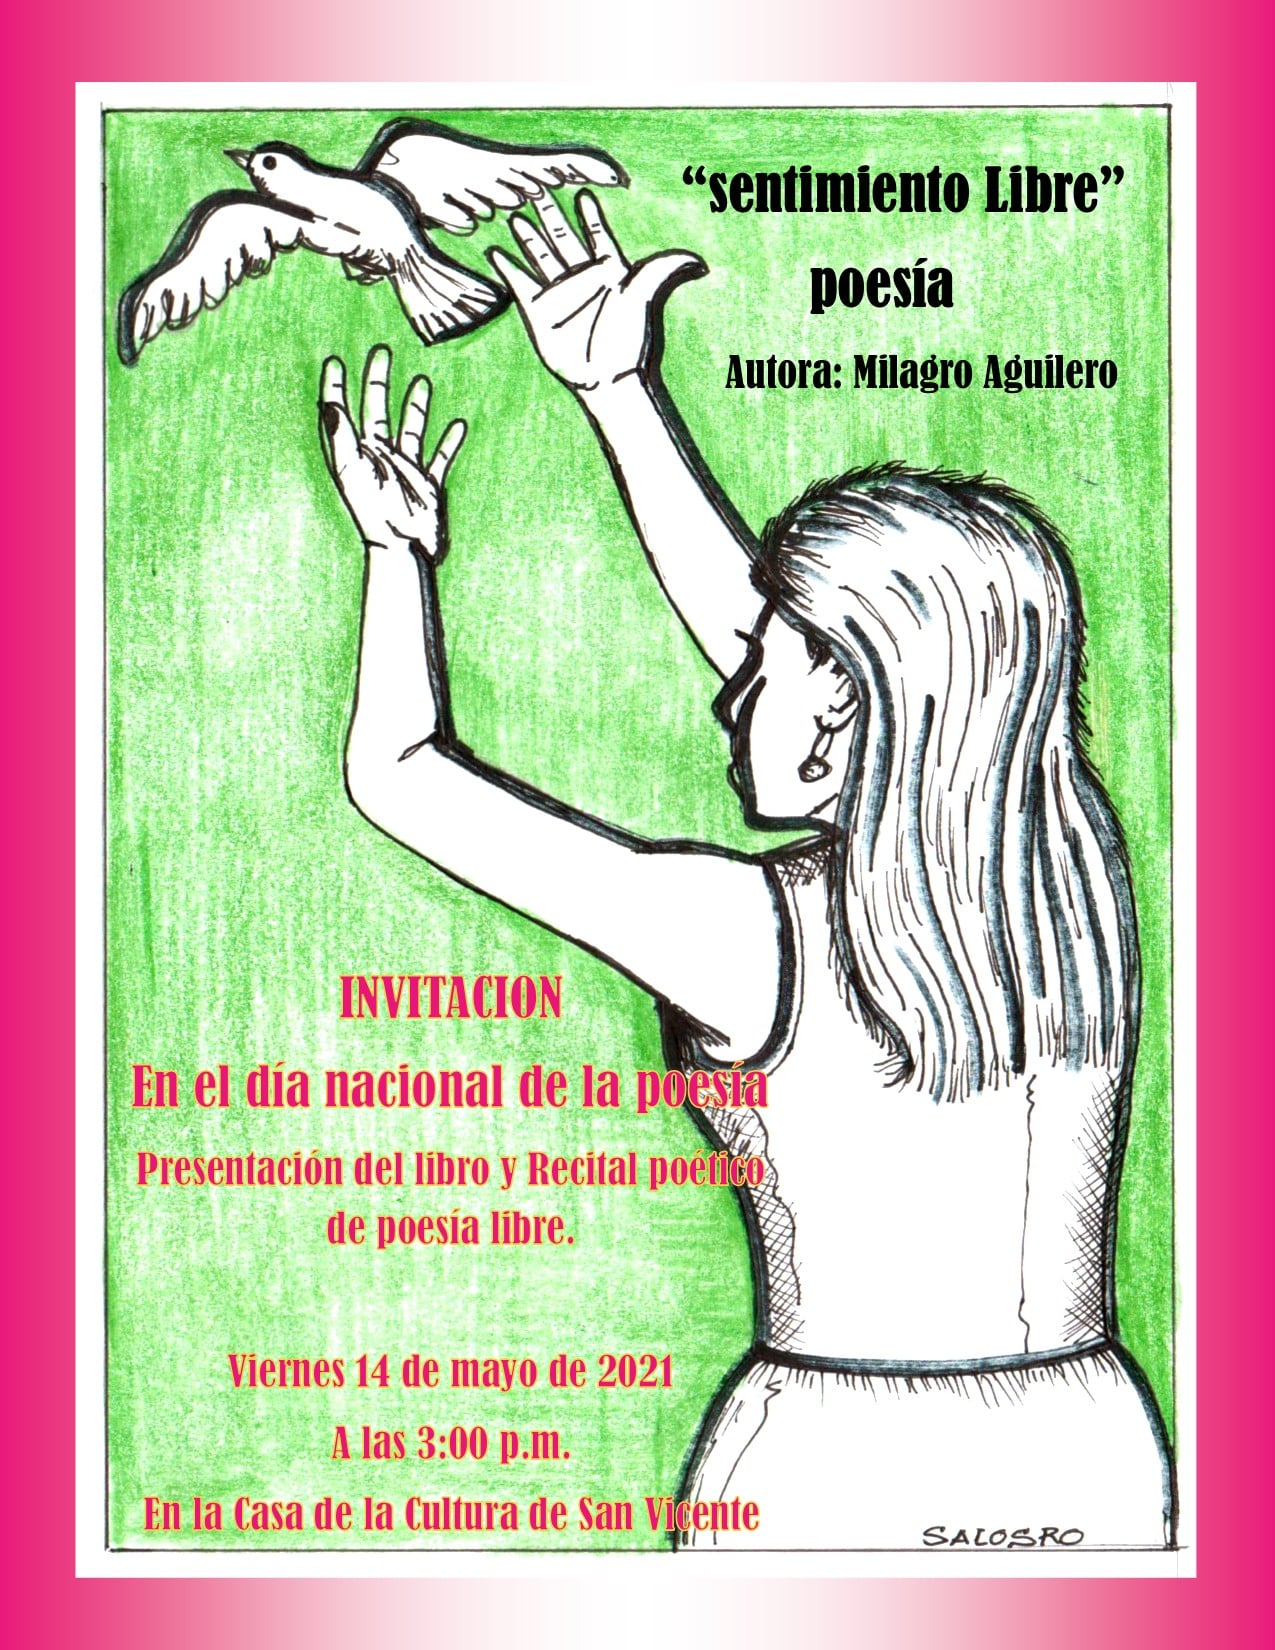 “sentimiento Libre”
poesía
Autora: Milagro Aguilero
INVITACION
En el día nacional de la poesía
Presentación del libro y Recital poético
de poesía libre.
Viernes 14 de mayo de 2021
A las 3:00 p.m.
En la Casa de la Cultura de San Vicente
SALOSRO